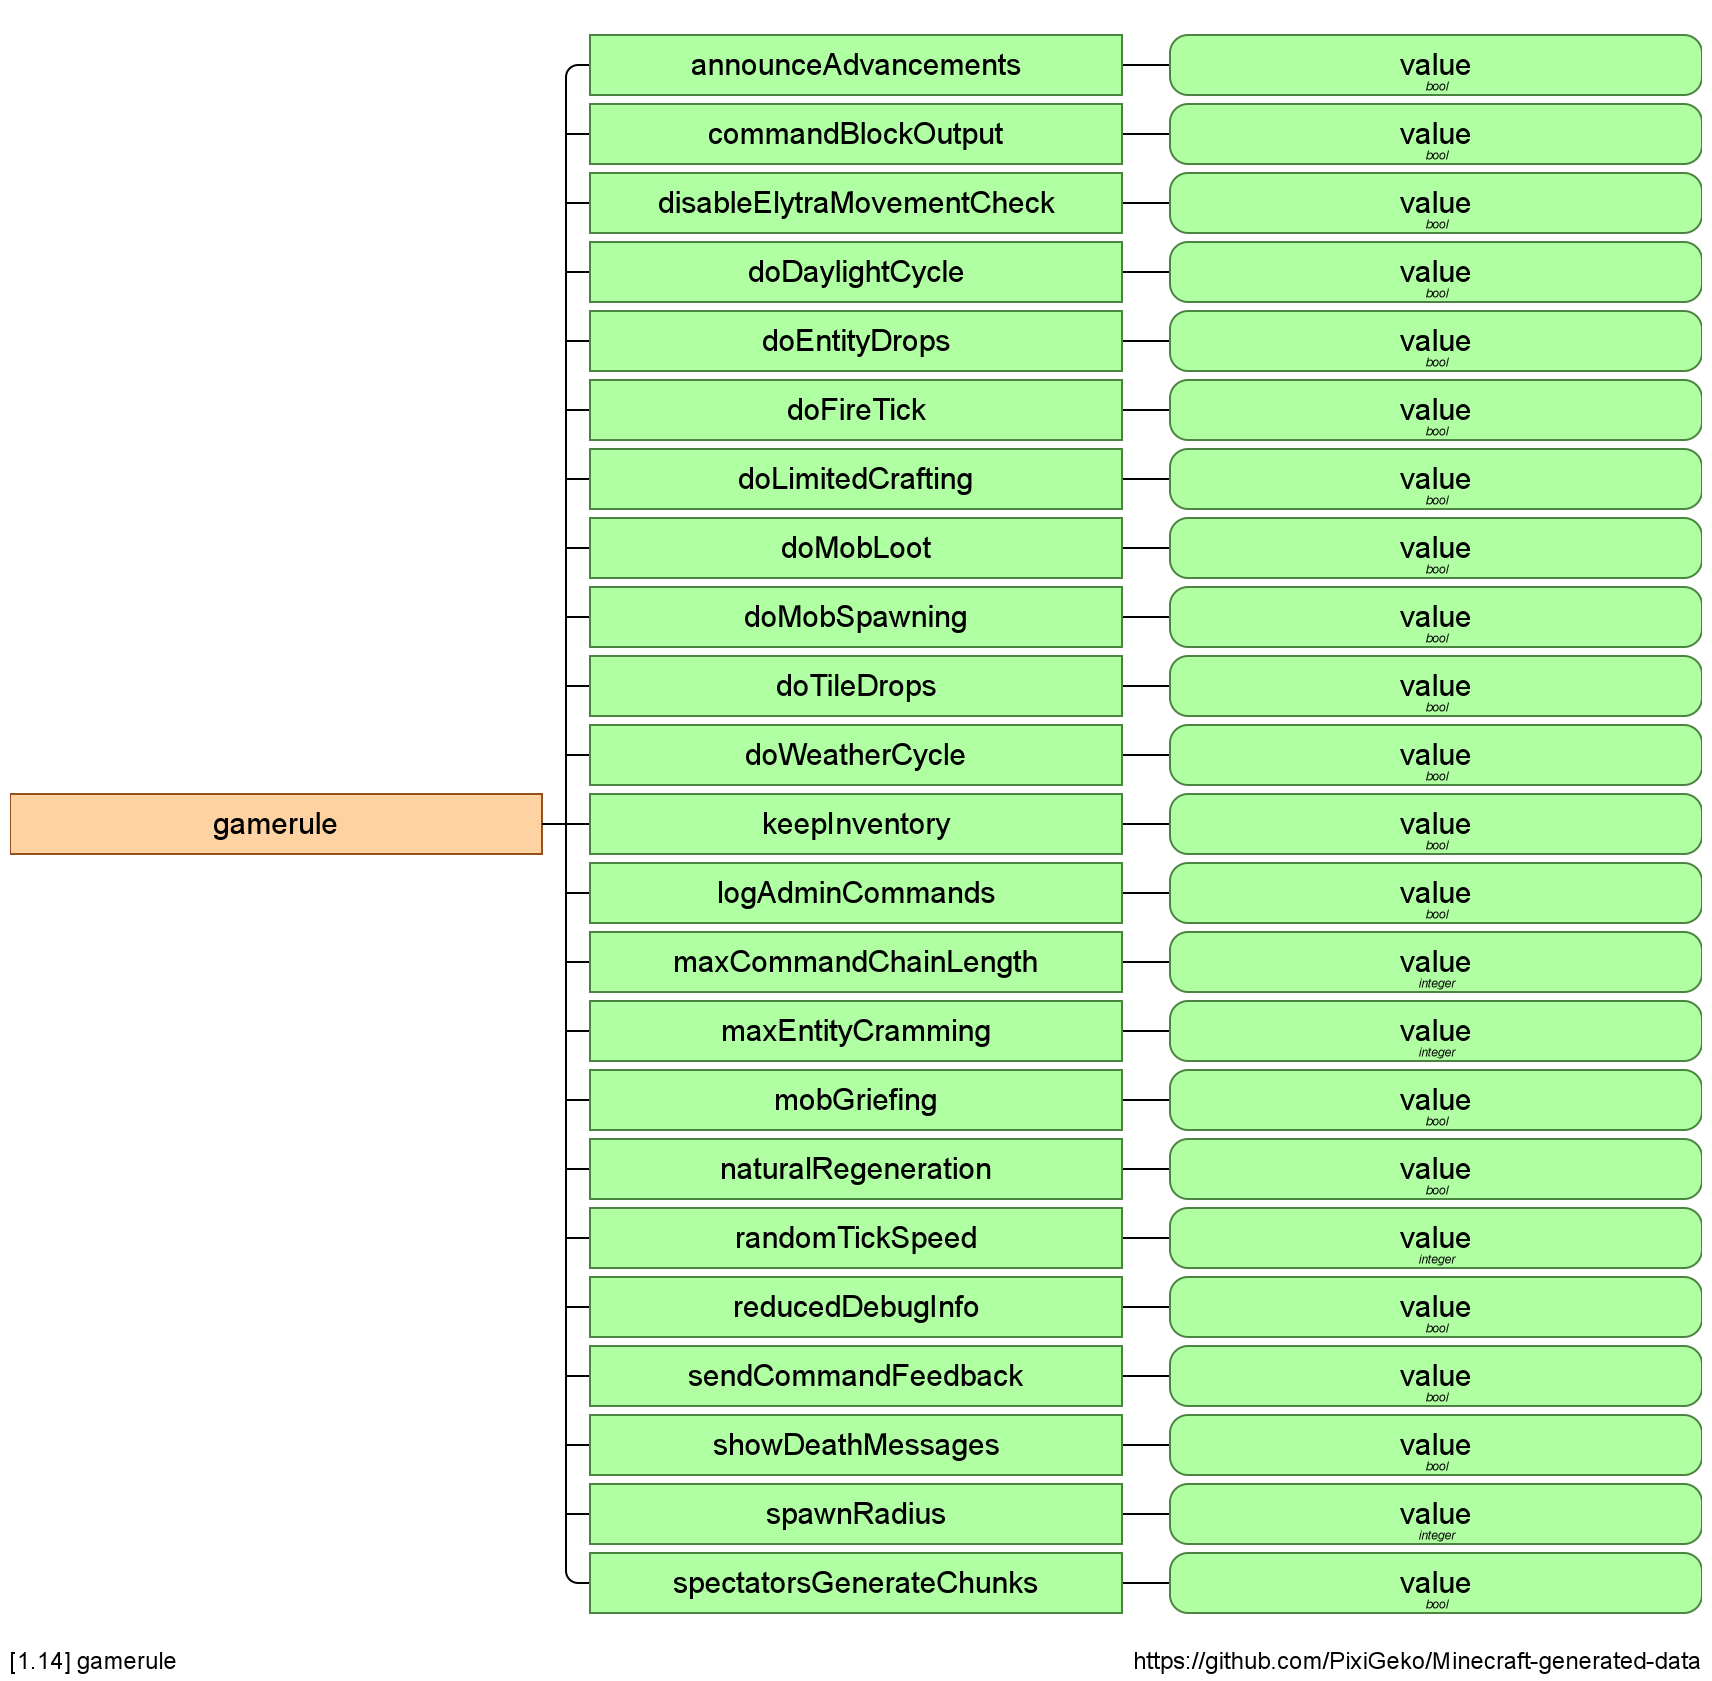 announceAdvancements
value
bool
commandBlockOutput
value
bool
disableElytraMovementCheck
value
bool
doDaylightCycle
value
bool
doEntityDrops
value
bool
doFireTick
value
bool
doLimitedCrafting
value
bool
doMobLoot
value
bool
doMobSpawning
value
bool
doTileDrops
value
bool
doWeatherCycle
value
bool
gamerule
keepInventory
value
bool
logAdminCommands
value
bool
maxCommandChainLength
value
integer
maxEntityCramming
value
integer
mobGriefing
value
bool
naturalRegeneration
value
bool
randomTickSpeed
value
integer
reducedDebugInfo
value
bool
sendCommandFeedback
value
bool
showDeathMessages
value
bool
spawnRadius
value
integer
spectatorsGenerateChunks
value
bool
[1.14] gamerule
https://github.com/PixiGeko/Minecraft-generated-data